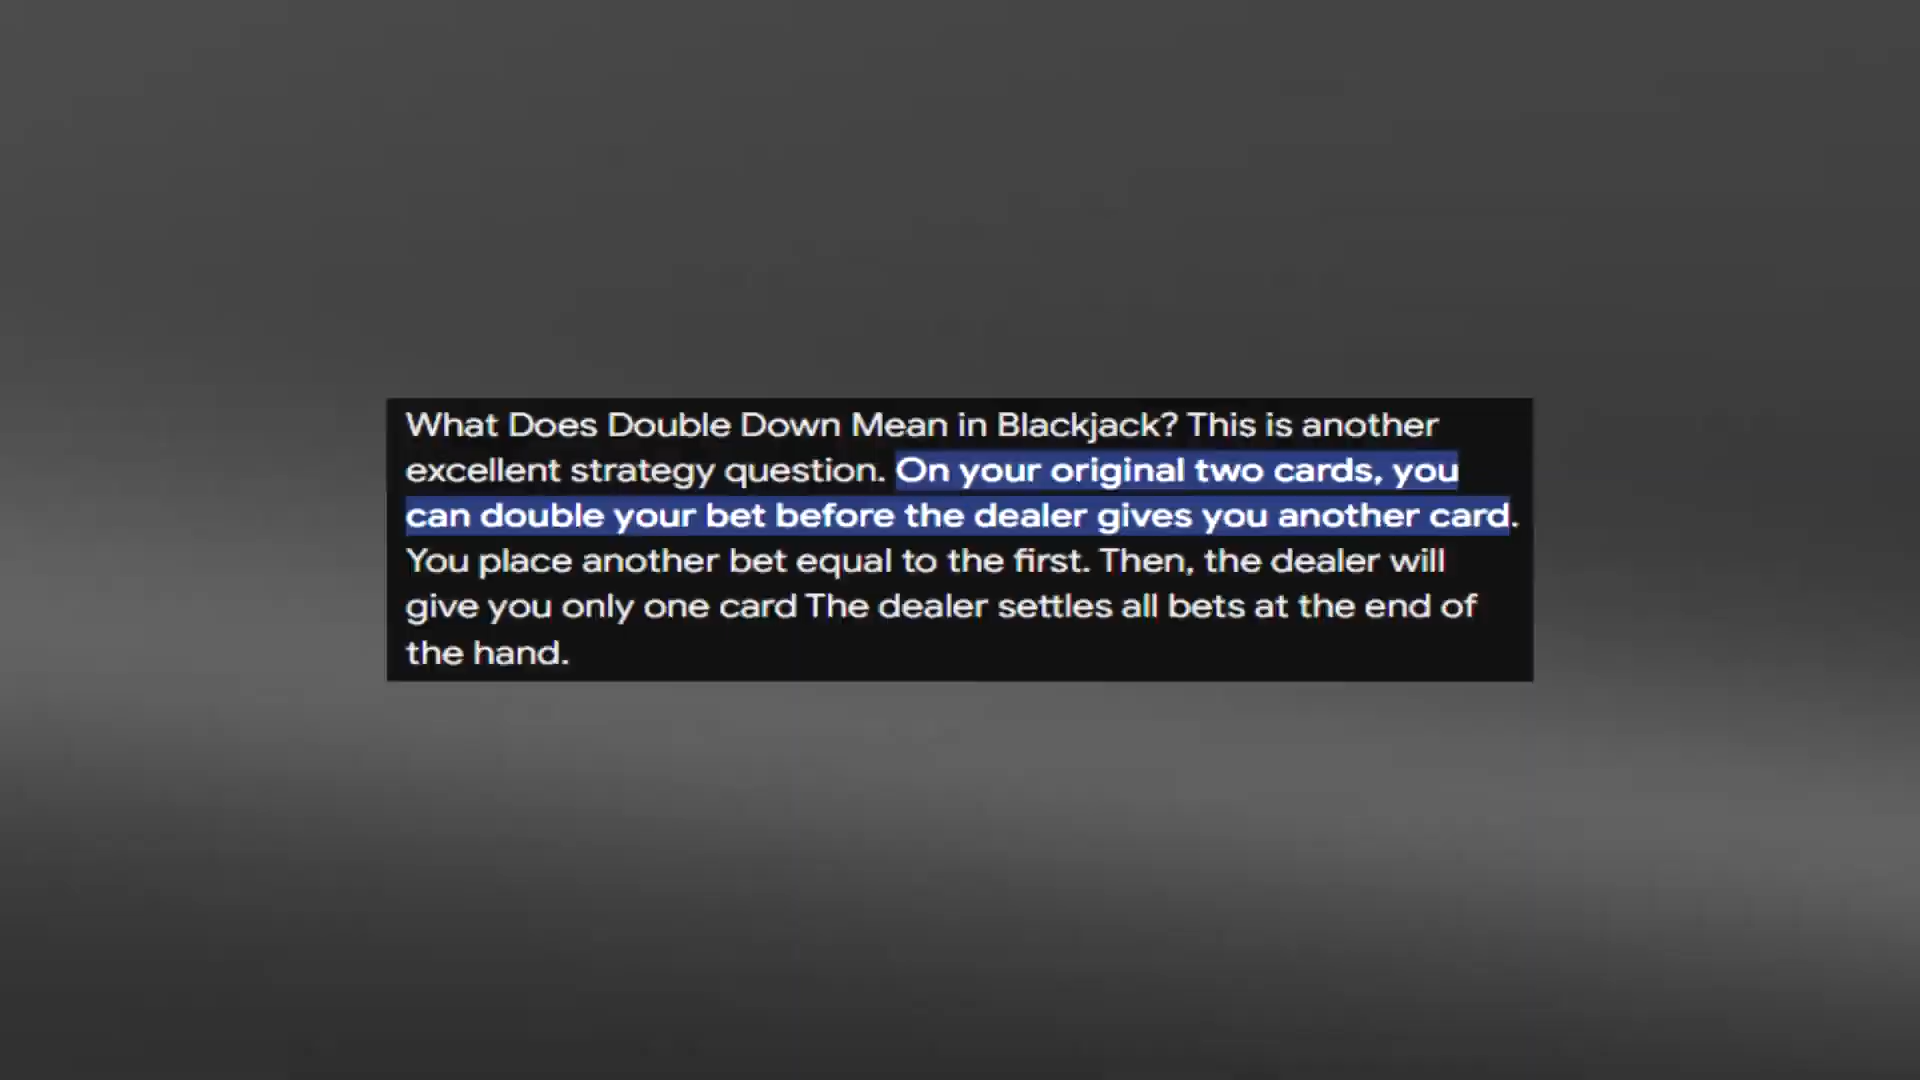 What Does Double Down Mean in Blackjack? This is another
excellent strategy question. On your original two cards, you
can double your bet before the dealer gives you another card.
You place another bet equal to the first. Then, the dealer will
give you only one card The dealer settles all bets at the end of
the hand.